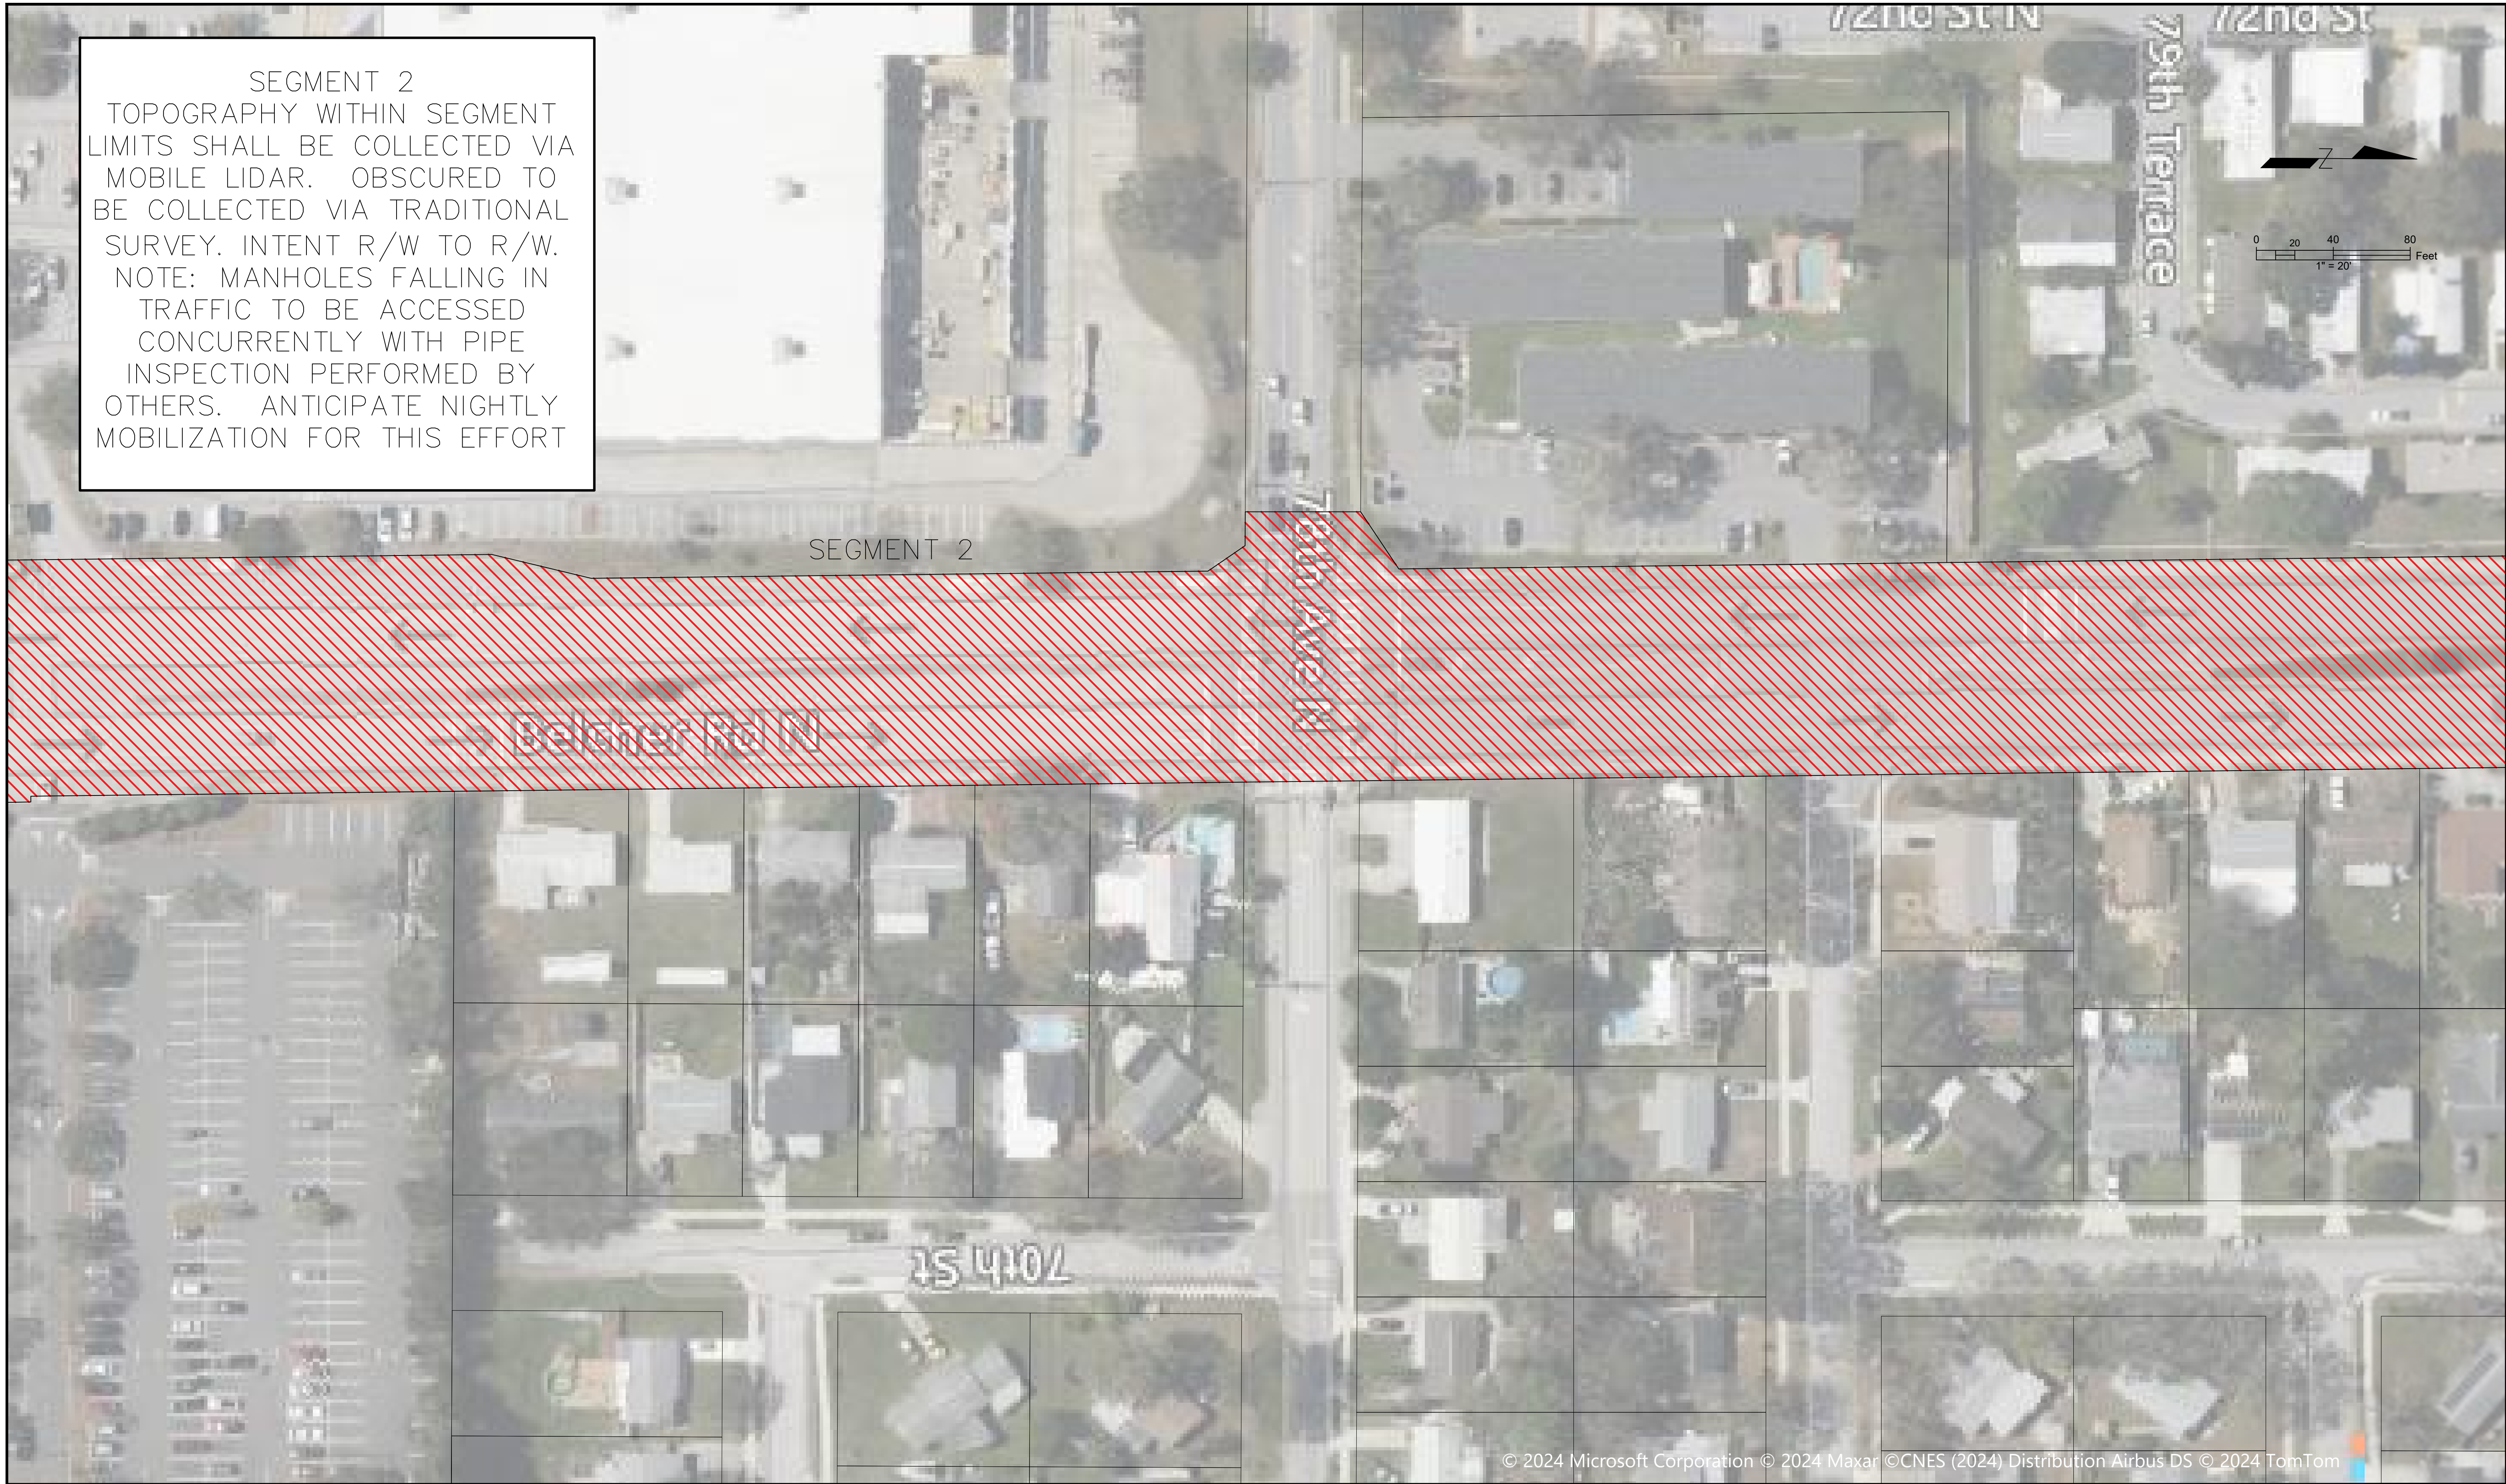 72nd St N
72nd St
79th Terrace
SEGMENT 2
TOPOGRAPHY WITHIN SEGMENT
LIMITS SHALL BE COLLECTED VIA
MOBILE LIDAR. OBSCURED TO
BE COLLECTED VIA TRADITIONAL
SURVEY. INTENT R/W TO R/W.
NOTE: MANHOLES FALLING IN
TRAFFIC TO BE ACCESSED
CONCURRENTLY WITH PIPE
INSPECTION PERFORMED BY
OTHERS. ANTICIPATE NIGHTLY
MOBILIZATION FOR THIS EFFORT
Z
0 20 40 80
Feet
1" = 20'
SEGMENT 2
78th Ave N
Belcher Rd N
70th St
© 2024 Microsoft Corporation © 2024 Maxar ©CNES (2024) Distribution Airbus DS © 2024 TomTom